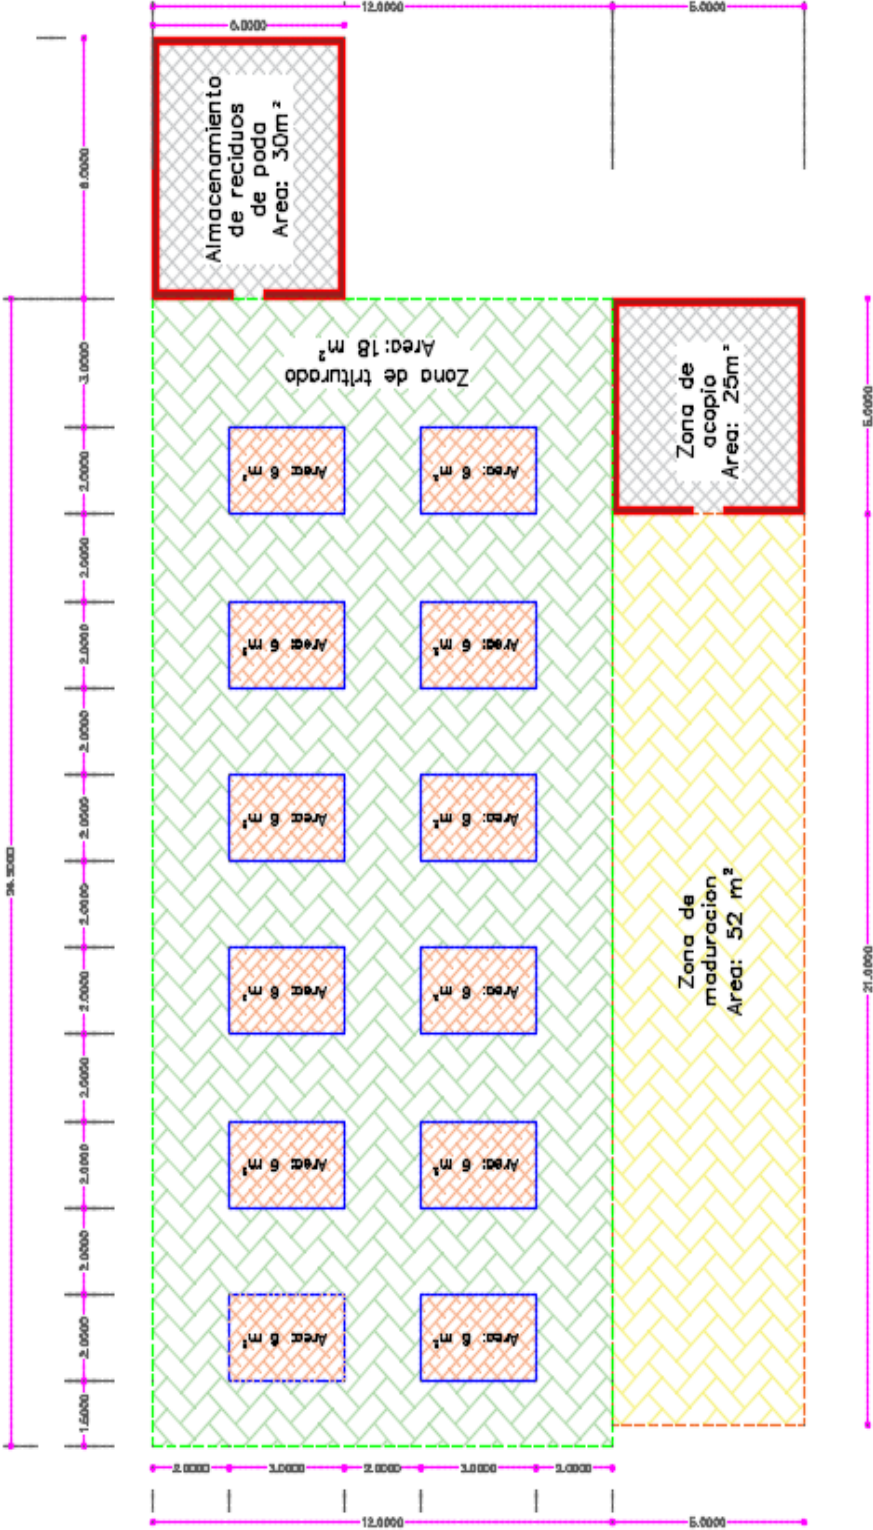 12.0000
5.0000
6.0000
Almacenamiento
de reciduos
de poda
Area: 30m²
Zona de triturado
Area:18 m²
Zona de
acopio
Area: 25m²
3.0000
2.0000
2.0000
2.0000
2.0000
2.0000
2.0000
2.0000
2.0000
2.0000
2.0000
2.0000
1.5000
26.5000
Area: 6 m²
Area: 6 m²
Area: 6 m²
Area: 6 m²
Area: 6 m²
Area: 6 m²
Area: 6 m²
Area: 6 m²
Area: 6 m²
Area: 6 m²
Area: 6 m²
Area: 6 m²
Zona de
maduracion
Area: 52 m²
5.0000
21.0000
2.0000
3.0000
2.0000
3.0000
2.0000
12.0000
5.0000